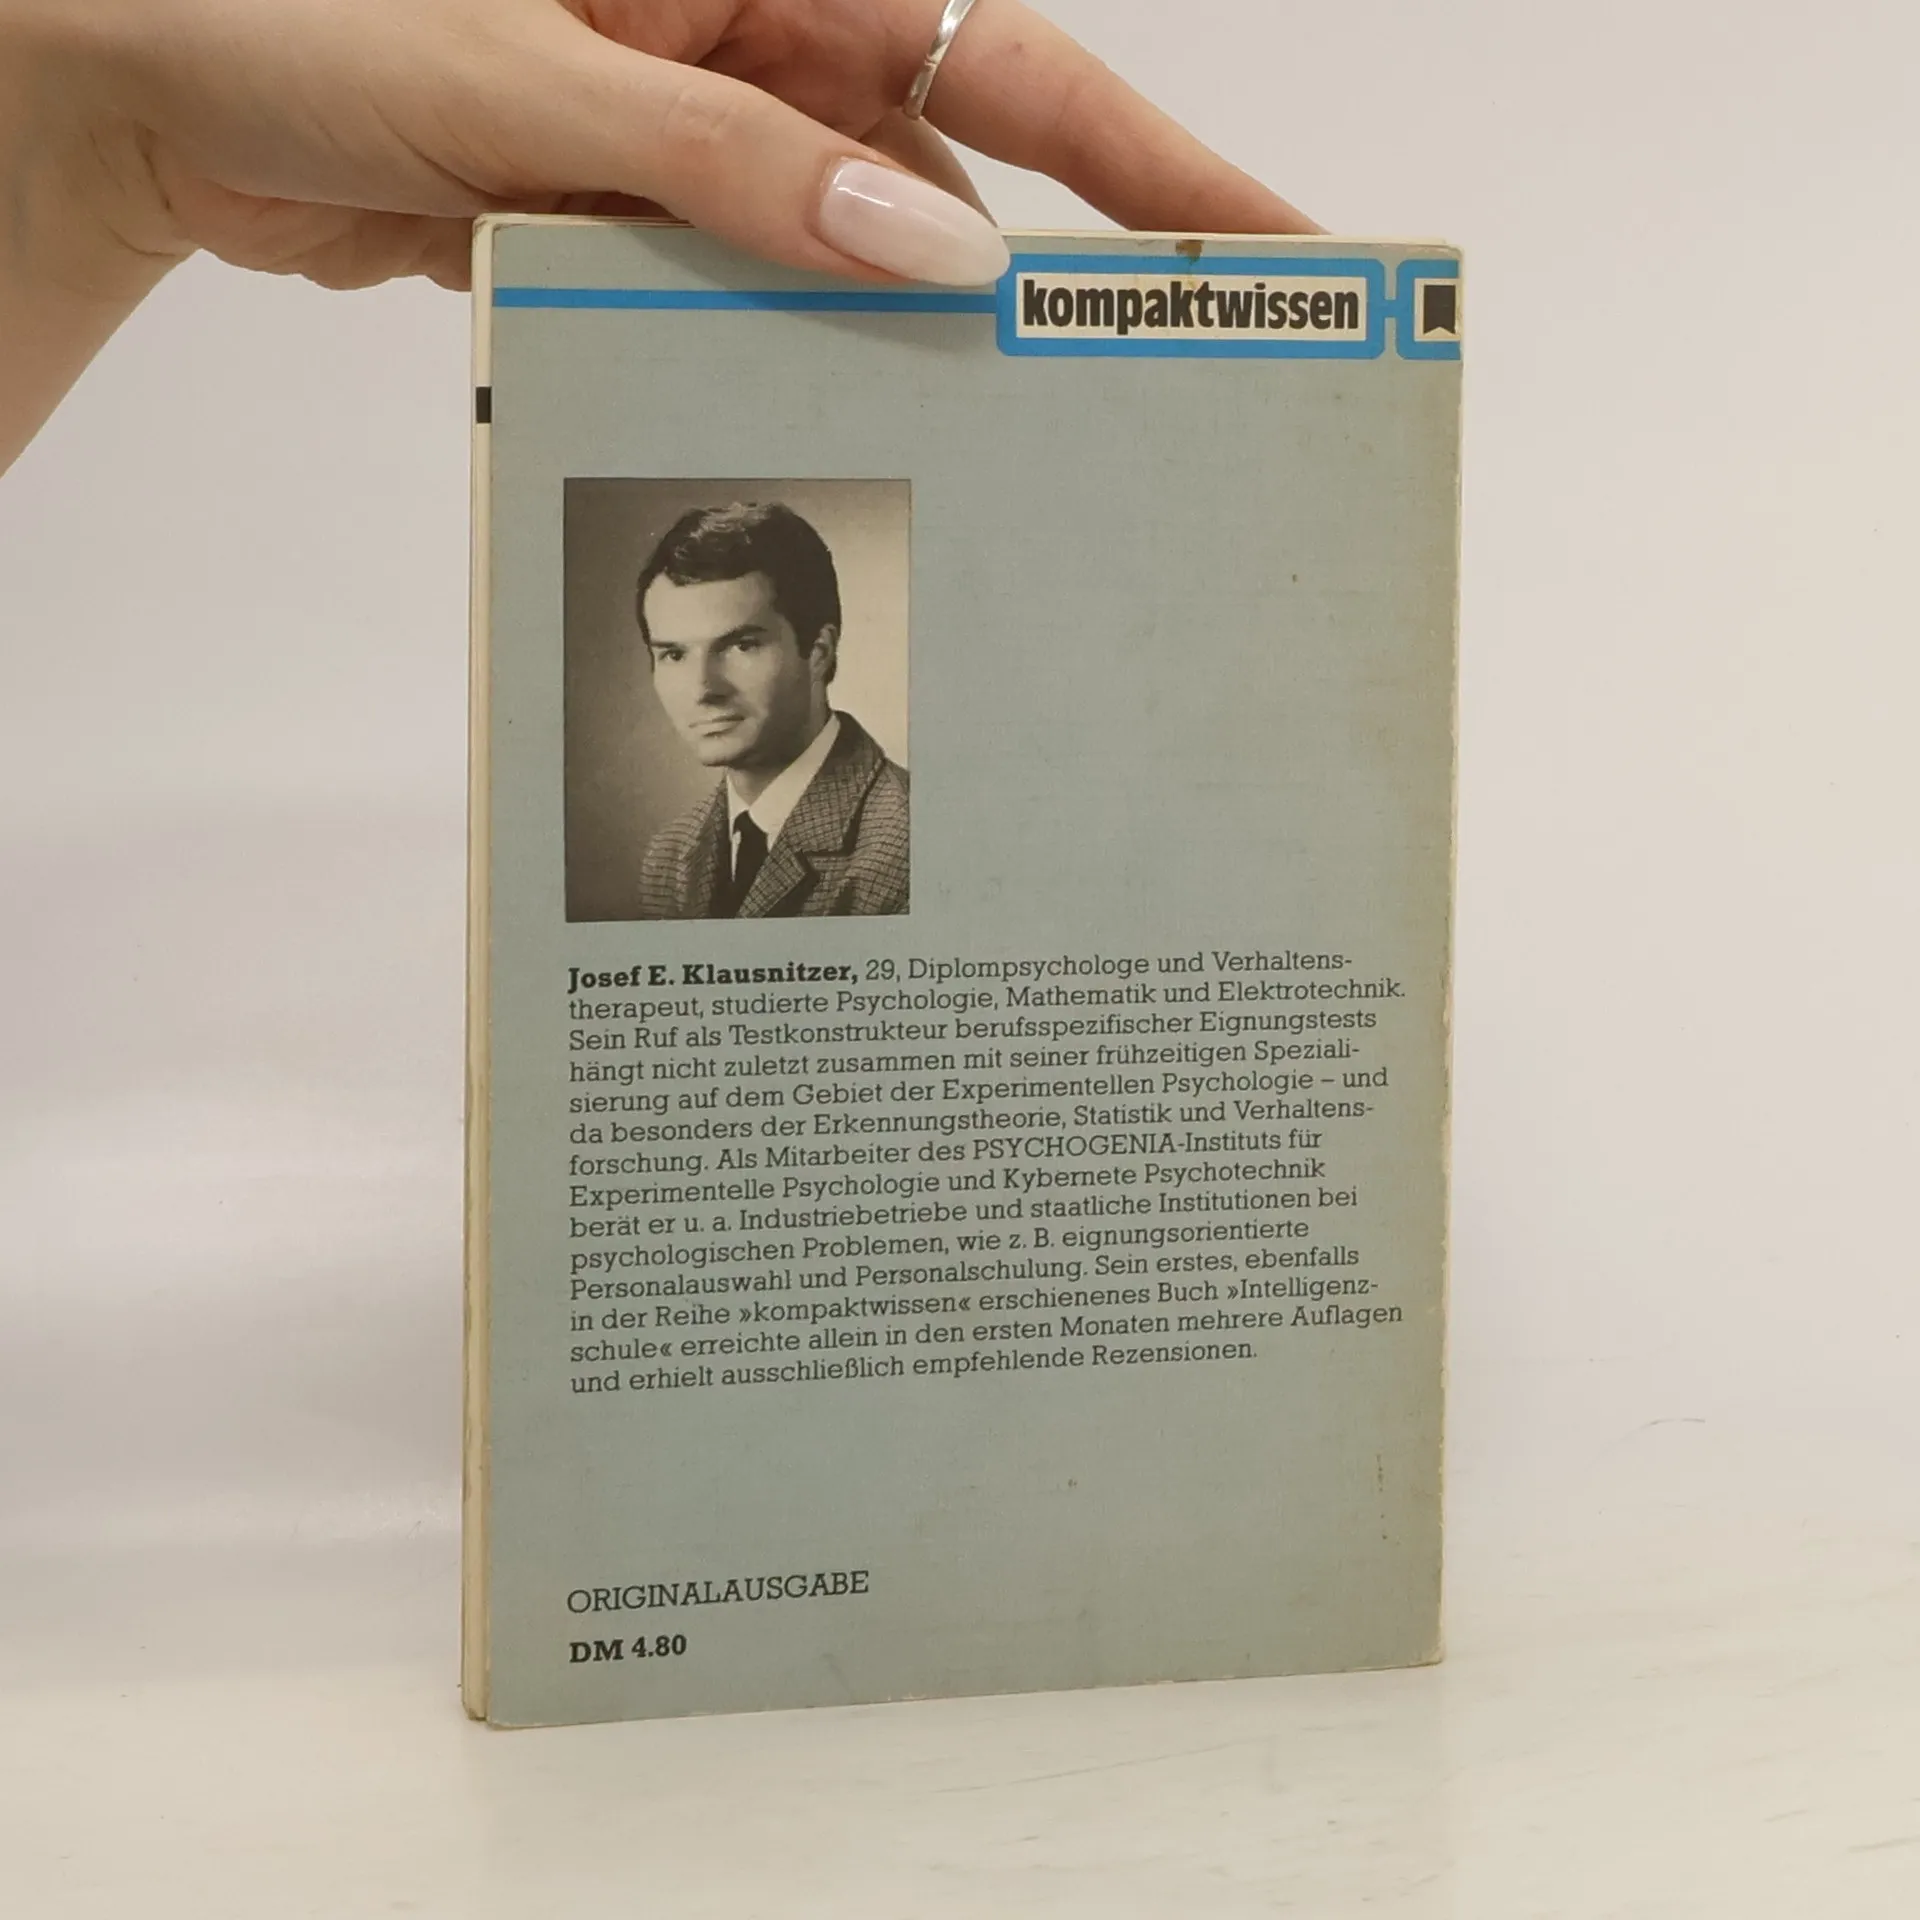 kompaktwissen
Josef E. Klausnitzer, 29, Diplompsychologe und Verhaltens-
therapeut, studierte Psychologie, Mathematik und Elektrotechnik.
Sein Ruf als Testkonstrukteur berufsspezifischer Eignungstests
hängt nicht zuletzt zusammen mit seiner frühzeitigen Speziali-
sierung auf dem Gebiet der Experimentellen Psychologie – und
da besonders der Erkennungstheorie, Statistik und Verhaltens-
forschung. Als Mitarbeiter des PSYCHOGENIA-Instituts für
Experimentelle Psychologie und Kybernete Psychotechnik
berät er u. a. Industriebetriebe und staatliche Institutionen bei
psychologischen Problemen, wie z. B. eignungsorientierte
Personalauswahl und Personalschulung. Sein erstes, ebenfalls
in der Reihe »kompaktwissen« erschienenes Buch »Intelligenz-
schule« erreichte allein in den ersten Monaten mehrere Auflagen
und erhielt ausschließlich empfehlende Rezensionen.
ORIGINALAUSGABE
DM 4.80